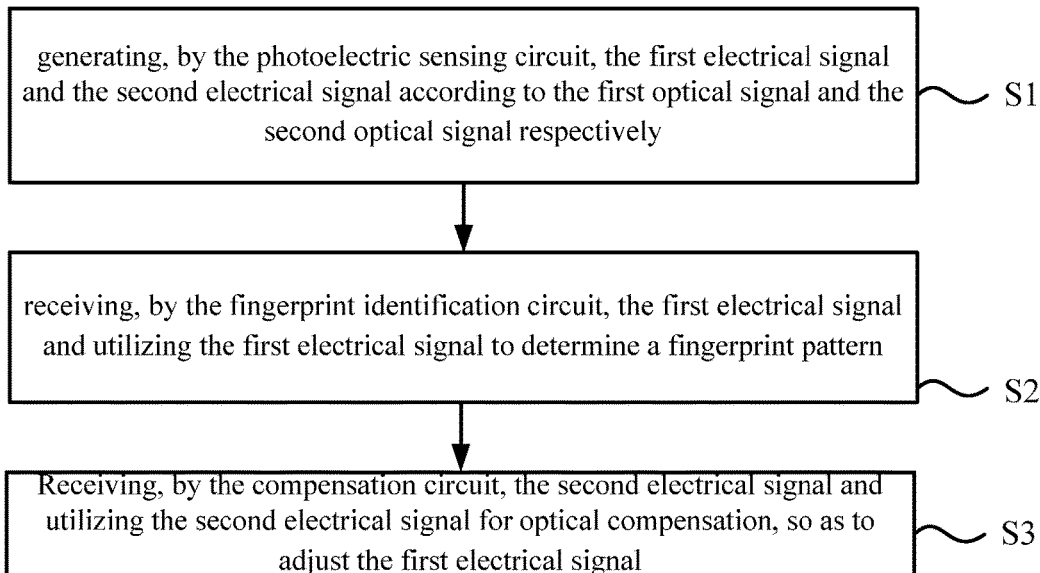 generating, by the photoelectric sensing circuit, the first electrical signal
and the second electrical signal according to the first optical signal and the
second optical signal respectively
S1
receiving, by the fingerprint identification circuit, the first electrical signal
and utilizing the first electrical signal to determine a fingerprint pattern
S2
Receiving, by the compensation circuit, the second electrical signal and
utilizing the second electrical signal for optical compensation, so as to
adjust the first electrical signal
S3